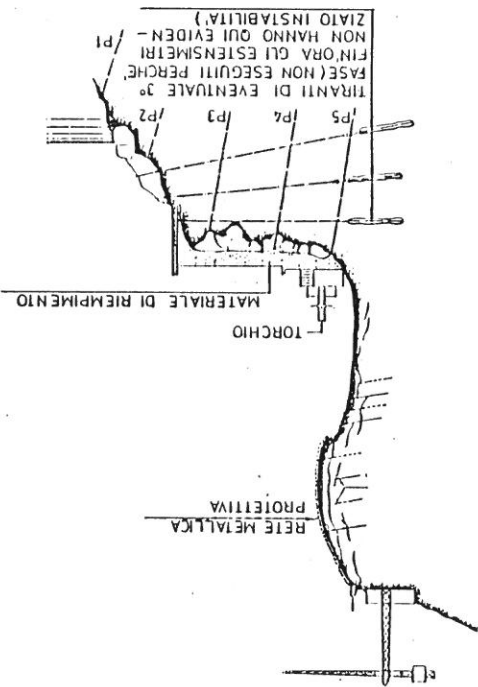 RETE METALLICA
PROTETTIVA
TORCHIO
MATERIALE DI RIEMPIMENTO
P5
P4
P3
P2
P1
TIRANTI DI EVENTUALE 3°
FASE (NON ESEGUITI PERCHE'
FIN'ORA GLI ESTENSIMETRI
NON HANNO QUI EVIDEN-
ZIATO INSTABILITA')